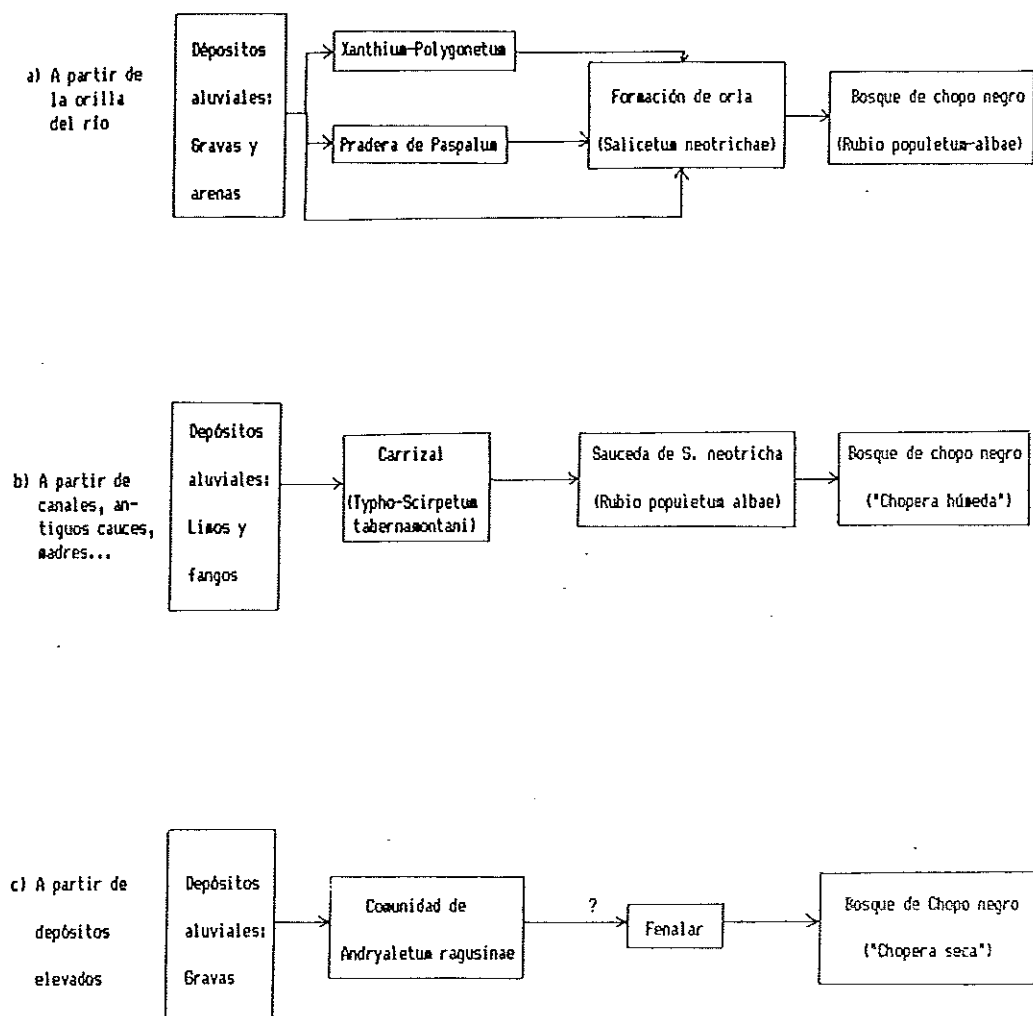 a) A partir de
la orilla
del río
Dépositos
aluviales:
Gravas y
arenas
Xanthium-Polygonetum
Pradera de Paspalum
Formación de orla
(Salicetum neotrichae)
Bosque de chopo negro
(Rubio populetum-albae)
b) A partir de
canales, an-
tiguos cauces,
madres...
Depósitos
aluviales:
Limos y
fangos
Carrizal
(Typho-Scirpetum
tabernamontani)
Sauceda de S. neotricha
(Rubio populetum albae)
Bosque de chopo negro
("Chopera húmeda")
c) A partir de
depósitos
elevados
Depósitos
aluviales:
Gravas
Comunidad de
Andryaletum ragusinae
?
Fenalar
Bosque de Chopo negro
("Chopera seca")